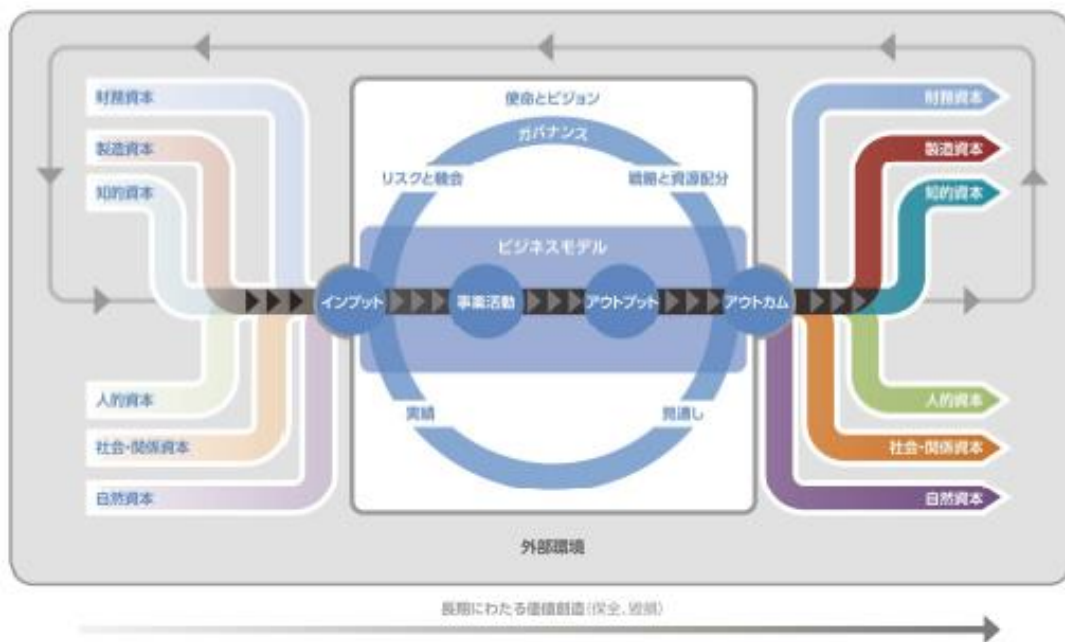 財務資本
製造資本
知的資本
人的資本
社会・関係資本
自然資本
使命とビジョン
ガバナンス
リスクと機会
戦略と資源配分
ビジネスモデル
インプット
事業活動
アウトプット
アウトカム
実績
見通し
財務資本
製造資本
知的資本
人的資本
社会・関係資本
自然資本
外部環境
長期にわたる価値創造(保全、毀損)